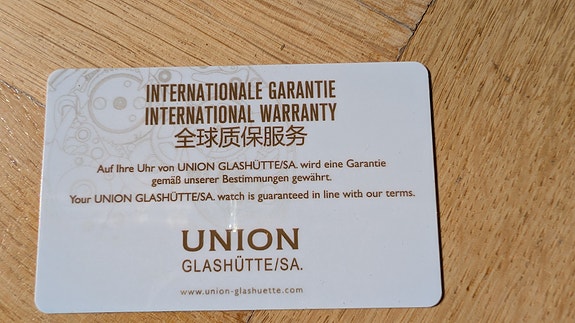 INTERNATIONALE GARANTIE
INTERNATIONAL WARRANTY
全球质保服务
Auf Ihre Uhr von UNION GLASHÜTTE/SA. wird eine Garantie
gemäß unserer Bestimmungen gewährt.
Your UNION GLASHÜTTE/SA. watch is guaranteed in line with our terms.
UNION
GLASHÜTTE/SA.
www.union-glashuette.com